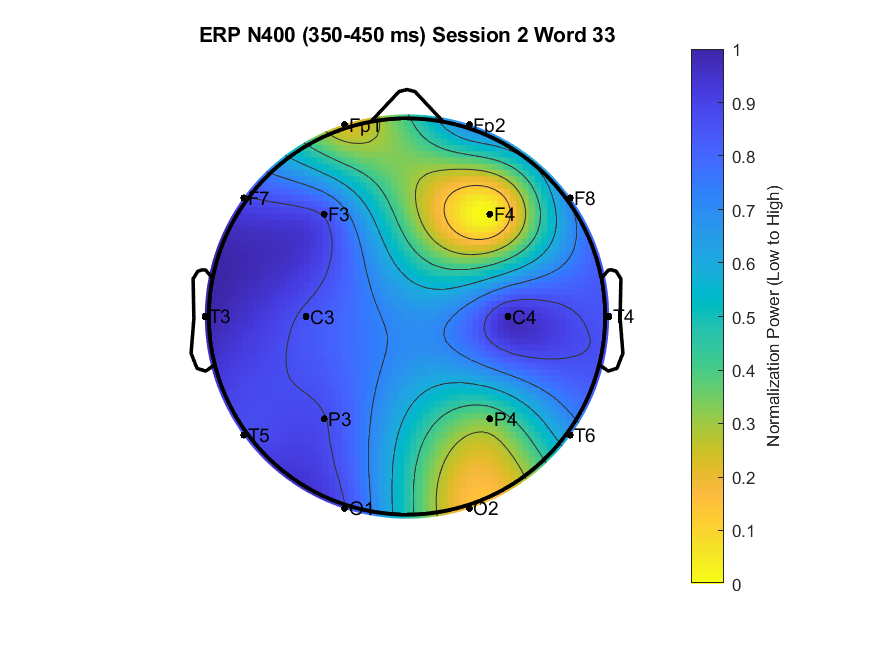 ERP N400 (350-450 ms) Session 2 Word 33
Fp1
Fp2
F7
F3
F4
F8
T3
C3
C4
T4
T5
P3
P4
T6
O1
O2
1
0.9
0.8
0.7
0.6
0.5
0.4
0.3
0.2
0.1
0
Normalization Power (Low to High)